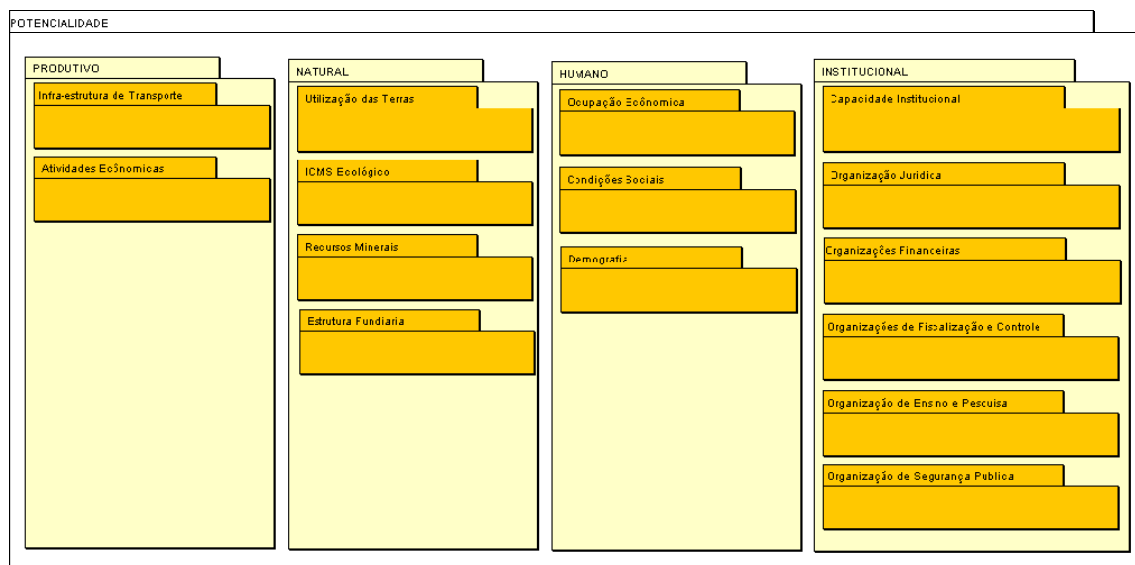 POTENCIALIDADE
PRODUTIVO
Infra-estrutura de Transporte
Atividades Ecônomicas
NATURAL
Utilização das Terras
ICMS Ecológico
Recursos Minerais
Estrutura Fundiaria
HUMANO
Ocupação Ecônomica
Condições Sociais
Demografia
INSTITUCIONAL
Capacidade Institucional
Organização Juridica
Organizações Financeiras
Organizações de Fiscalização e Controle
Organização de Ensino e Pesquisa
Organização de Segurança Publica